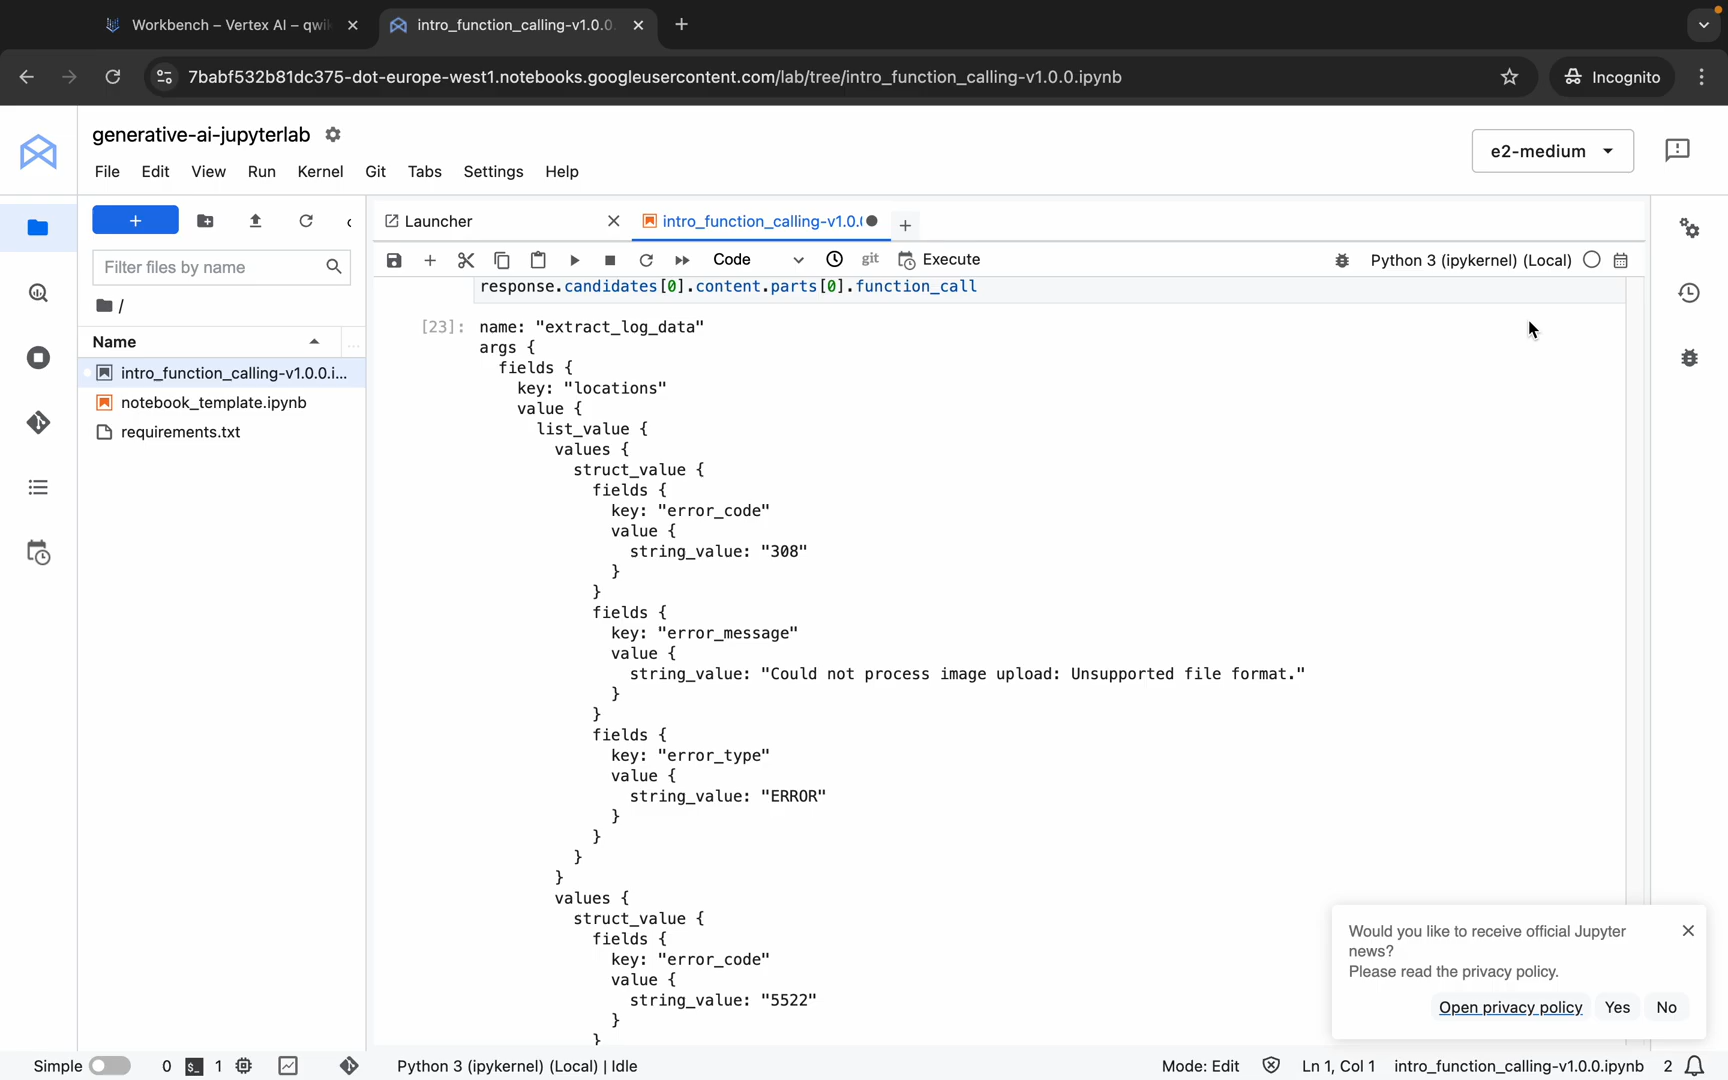 Workbench – Vertex AI – qwik
intro_function_calling-v1.0.0.
7babf532b81dc375-dot-europe-west1.notebooks.googleusercontent.com/lab/tree/intro_function_calling-v1.0.0.ipynb
Incognito
generative-ai-jupyterlab
File Edit View Run Kernel Git Tabs Settings Help
e2-medium
Launcher
intro_function_calling-v1.0.(
Code
git
Execute
Python 3 (ipykernel) (Local)
Filter files by name
/
Name
intro_function_calling-v1.0.0.i...
notebook_template.ipynb
requirements.txt
response.candidates[0].content.parts[0].function_call
[23]: name: "extract_log_data"
args {
fields {
key: "locations"
value {
list_value {
values {
struct_value {
fields {
key: "error_code"
value {
string_value: "308"
}
}
fields {
key: "error_message"
value {
string_value: "Could not process image upload: Unsupported file format."
}
}
fields {
key: "error_type"
value {
string_value: "ERROR"
}
}
}
}
values {
struct_value {
fields {
key: "error_code"
value {
string_value: "5522"
}
}
Would you like to receive official Jupyter
news?
Please read the privacy policy.
Open privacy policy Yes No
Simple 0 1 Python 3 (ipykernel) (Local) | Idle Mode: Edit Ln 1, Col 1 intro_function_calling-v1.0.0.ipynb 2